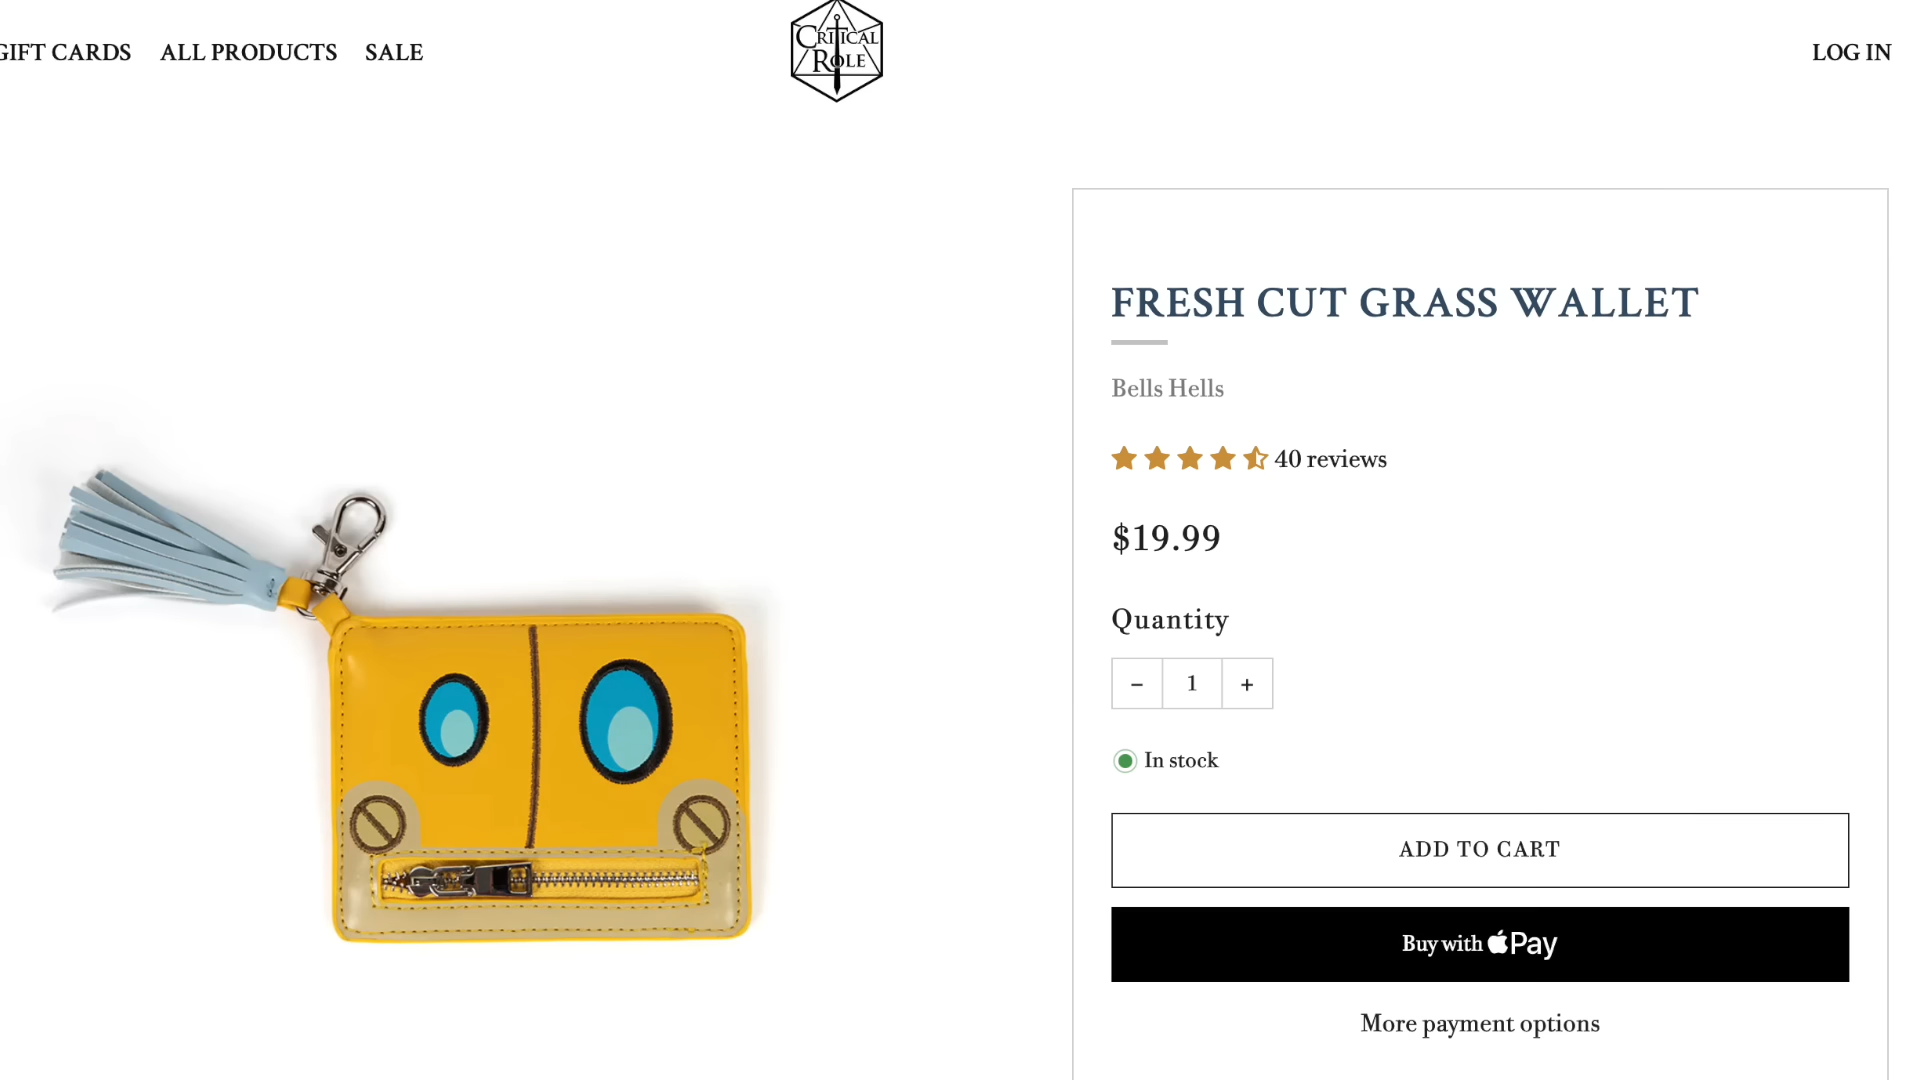 GIFT CARDS ALL PRODUCTS SALE
CRITICAL
ROLE
LOG IN
FRESH CUT GRASS WALLET
Bells Hells
40 reviews
$19.99
Quantity
− 1 +
In stock
ADD TO CART
Buy with Pay
More payment options